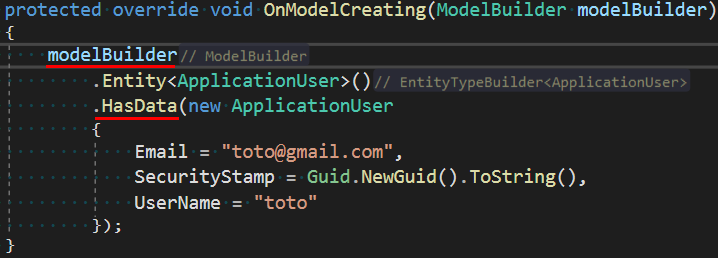 protected override void OnModelCreating(ModelBuilder modelBuilder)
{
modelBuilder // ModelBuilder
.Entity<ApplicationUser>() // EntityTypeBuilder<ApplicationUser>
.HasData(new ApplicationUser
{
Email = "toto@gmail.com",
SecurityStamp = Guid.NewGuid().ToString(),
UserName = "toto"
});
}